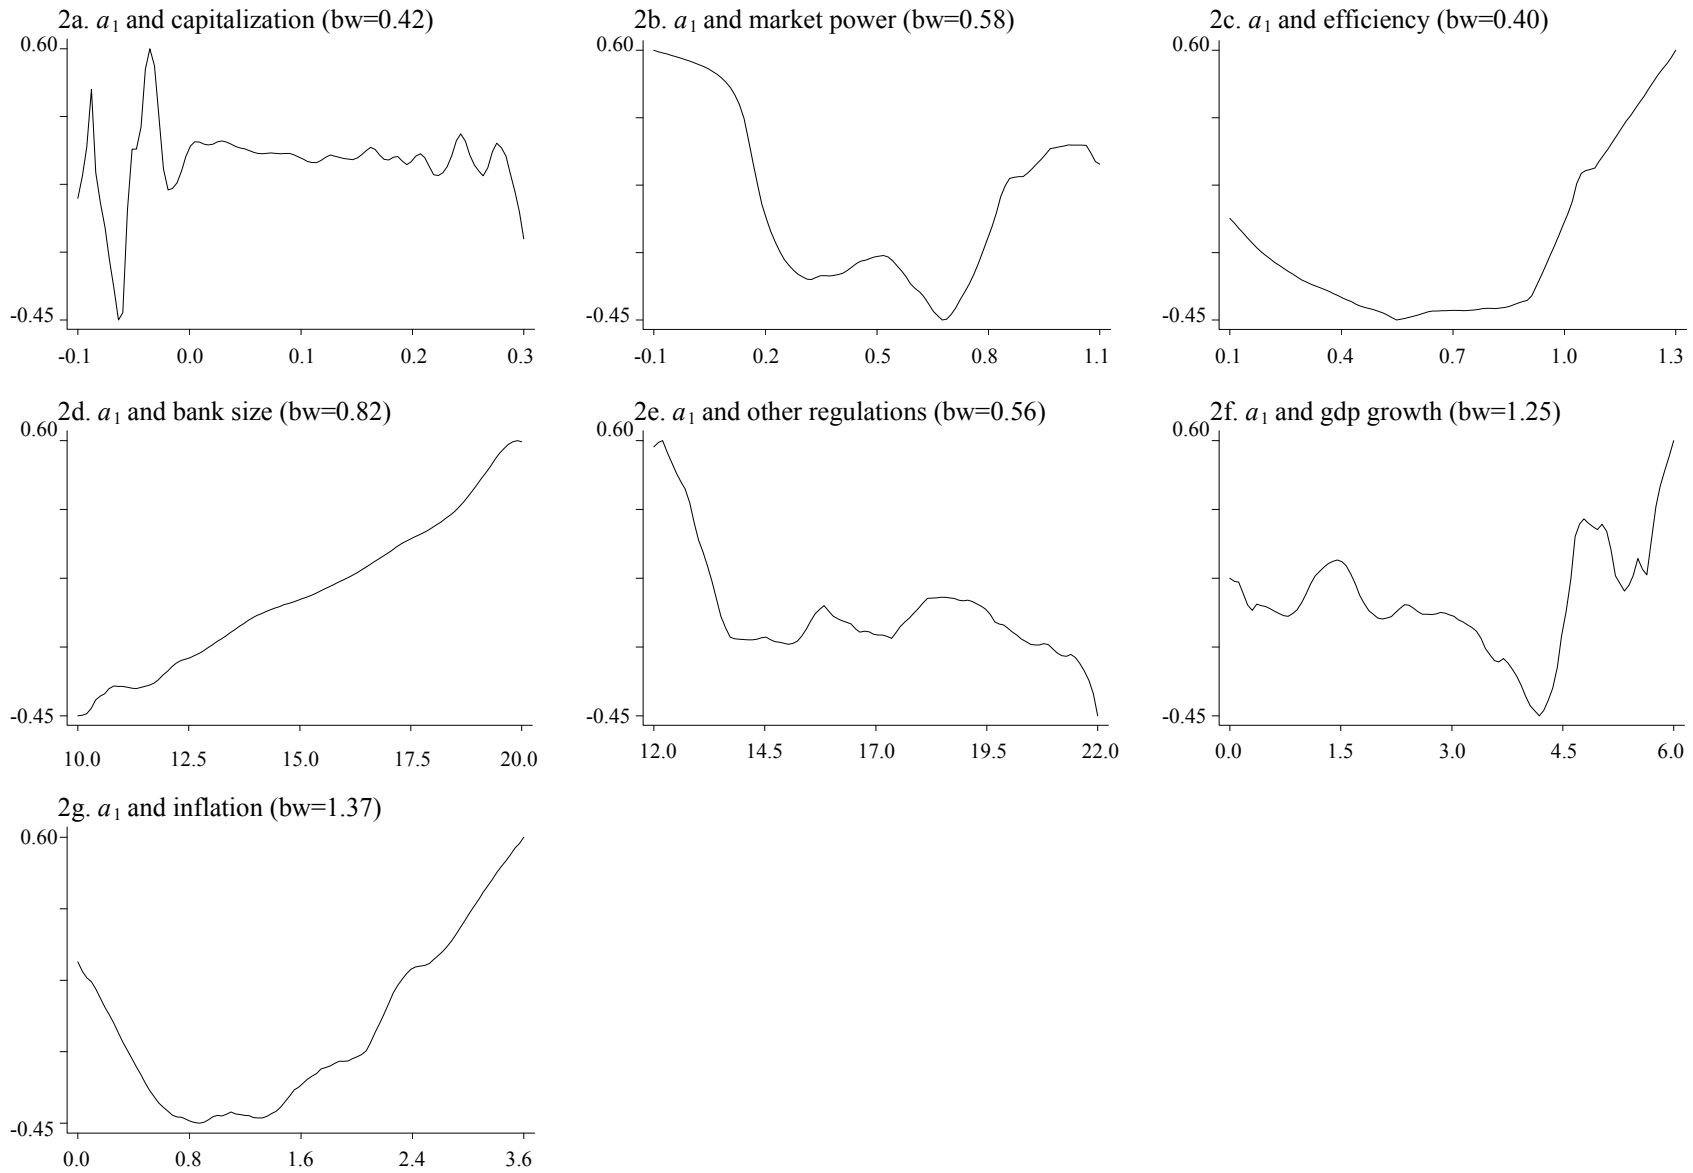 2a. a1 and capitalization (bw=0.42)
0.60
-0.45
-0.1 0.0 0.1 0.2 0.3
2b. a1 and market power (bw=0.58)
0.60
-0.45
-0.1 0.2 0.5 0.8 1.1
2c. a1 and efficiency (bw=0.40)
0.60
-0.45
0.1 0.4 0.7 1.0 1.3
2d. a1 and bank size (bw=0.82)
0.60
-0.45
10.0 12.5 15.0 17.5 20.0
2e. a1 and other regulations (bw=0.56)
0.60
-0.45
12.0 14.5 17.0 19.5 22.0
2f. a1 and gdp growth (bw=1.25)
0.60
-0.45
0.0 1.5 3.0 4.5 6.0
2g. a1 and inflation (bw=1.37)
0.60
-0.45
0.0 0.8 1.6 2.4 3.6